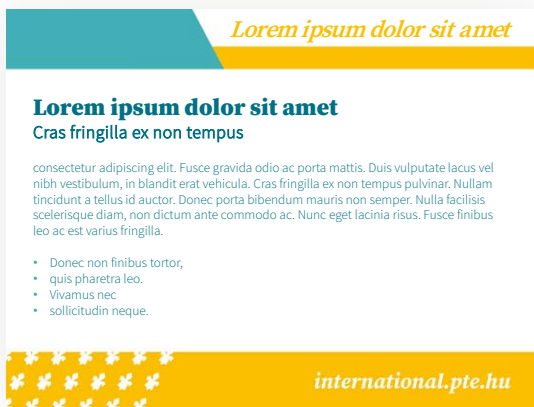 Lorem ipsum dolor sit amet
Lorem ipsum dolor sit amet
Cras fringilla ex non tempus
consectetur adipiscing elit. Fusce gravida odio ac porta mattis. Duis vulputate lacus vel
nibh vestibulum, in blandit erat vehicula. Cras fringilla ex non tempus pulvinar. Nullam
tincidunt a tellus id auctor. Donec porta bibendum mauris non semper. Nulla facilisis
scelerisque diam, non dictum ante commodo ac. Nunc eget lacinia risus. Fusce finibus
leo ac est varius fringilla.
• Donec non finibus tortor,
• quis pharetra leo.
• Vivamus nec
• sollicitudin neque.
international.pte.hu